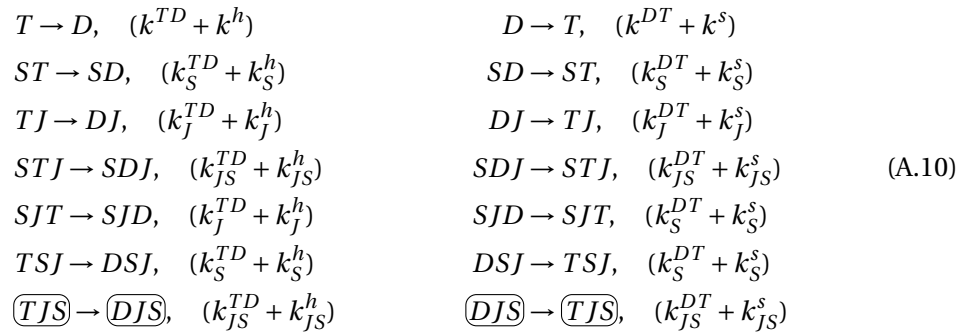 T → D, (k^{TD} + k^h) D → T, (k^{DT} + k^s)
ST → SD, (k_S^{TD} + k_S^h) SD → ST, (k_S^{DT} + k_S^s)
TJ → DJ, (k_J^{TD} + k_J^h) DJ → TJ, (k_J^{DT} + k_J^s)
STJ → SDJ, (k_{JS}^{TD} + k_{JS}^h) SDJ → STJ, (k_{JS}^{DT} + k_{JS}^s) (A.10)
SJT → SJD, (k_J^{TD} + k_J^h) SJD → SJT, (k_S^{DT} + k_S^s)
TSJ → DSJ, (k_S^{TD} + k_S^h) DSJ → TSJ, (k_S^{DT} + k_S^s)
TJS → DJS, (k_{JS}^{TD} + k_{JS}^h) DJS → TJS, (k_{JS}^{DT} + k_{JS}^s)